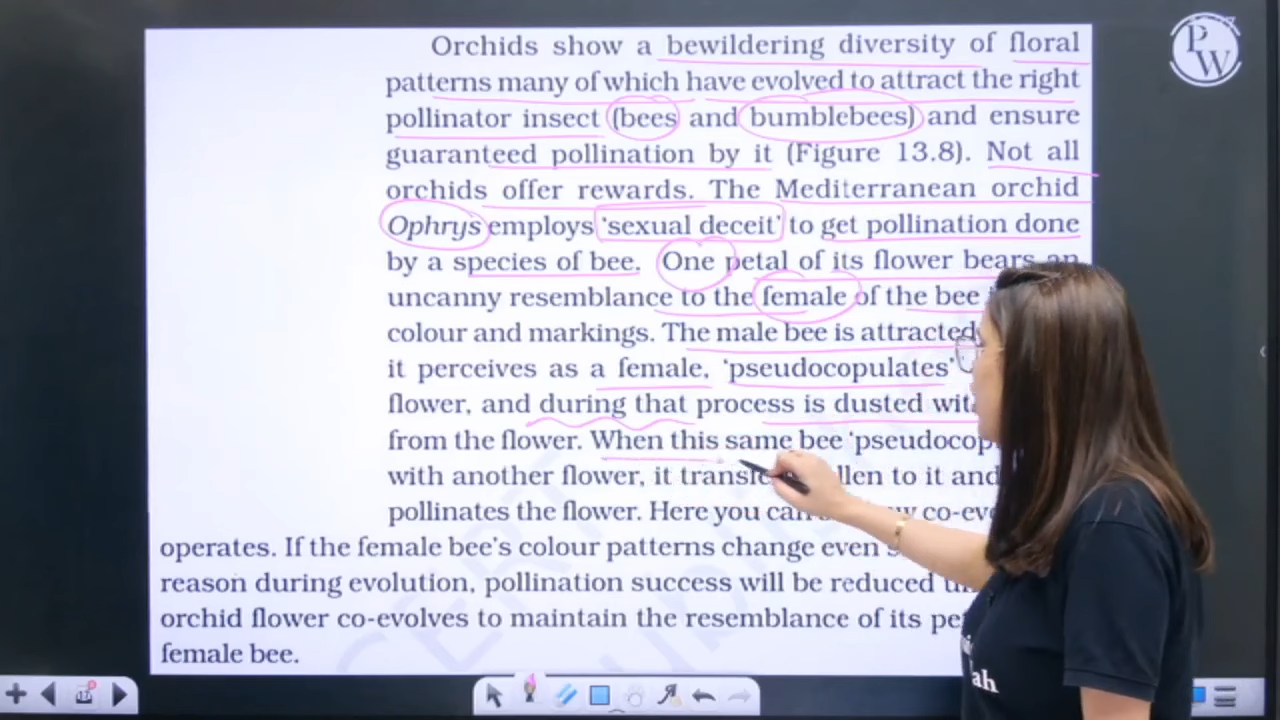 Orchids show a bewildering diversity of floral
patterns many of which have evolved to attract the right
pollinator insect (bees and bumblebees) and ensure
guaranteed pollination by it (Figure 13.8). Not all
orchids offer rewards. The Mediterranean orchid
Ophrys employs ‘sexual deceit’ to get pollination done
by a species of bee. One petal of its flower bears an
uncanny resemblance to the female of the bee
colour and markings. The male bee is attracted
it perceives as a female, ‘pseudocopulates’
flower, and during that process is dusted
from the flower. When this same bee
with another flower, it to it and
pollinates the flower. Here you can
operates. If the female bee’s colour patterns change even
reason during evolution, pollination success will be reduced
orchid flower co-evolves to maintain the resemblance of its
female bee.
PW
17